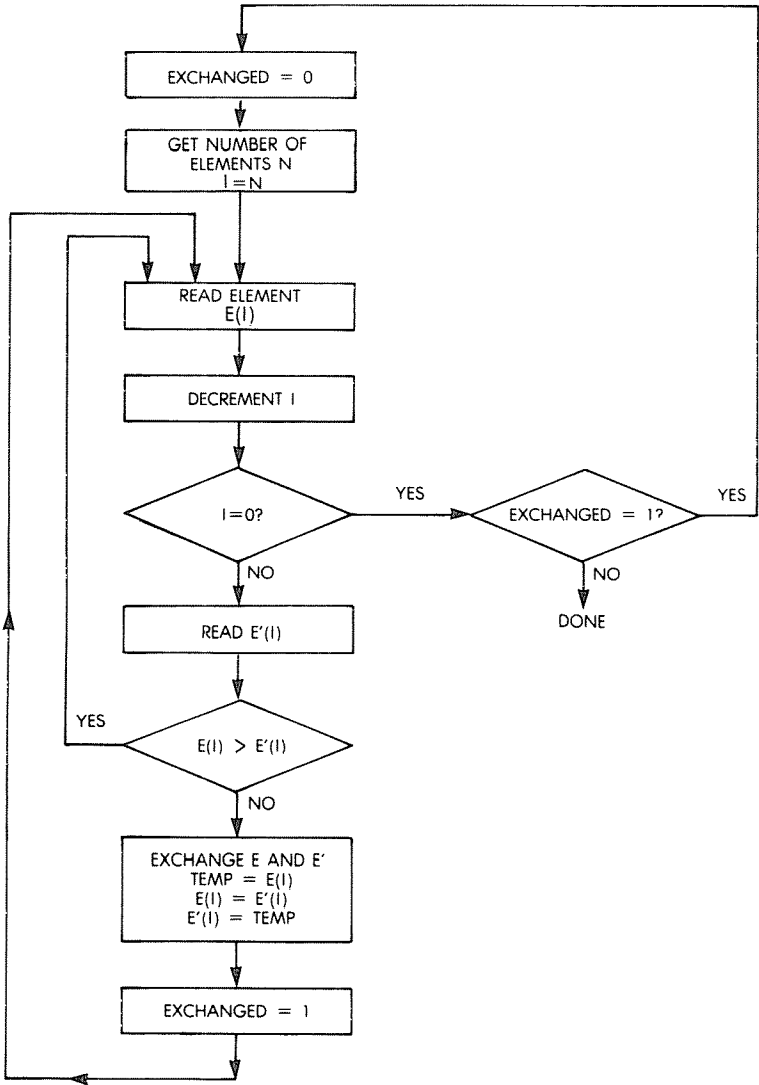 EXCHANGED = 0
GET NUMBER OF
ELEMENTS N
I=N
READ ELEMENT
E(I)
DECREMENT I
I=0?
YES
EXCHANGED = 1?
YES
NO
NO
DONE
READ E'(I)
E(I) > E'(I)
YES
NO
EXCHANGE E AND E'
TEMP = E(I)
E(I) = E'(I)
E'(I) = TEMP
EXCHANGED = 1